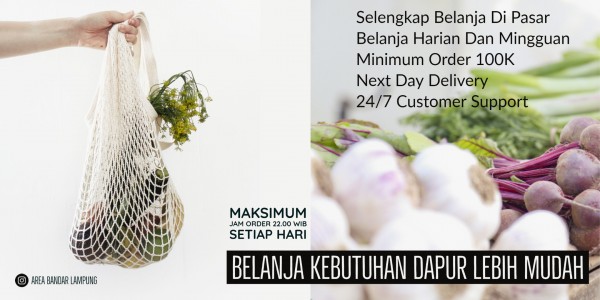 Selengkap Belanja Di Pasar
Belanja Harian Dan Mingguan
Minimum Order 100K
Next Day Delivery
24/7 Customer Support
MAKSIMUM
JAM ORDER 22.00 WIB
SETIAP HARI
BELANJA KEBUTUHAN DAPUR LEBIH MUDAH
AREA BANDAR LAMPUNG